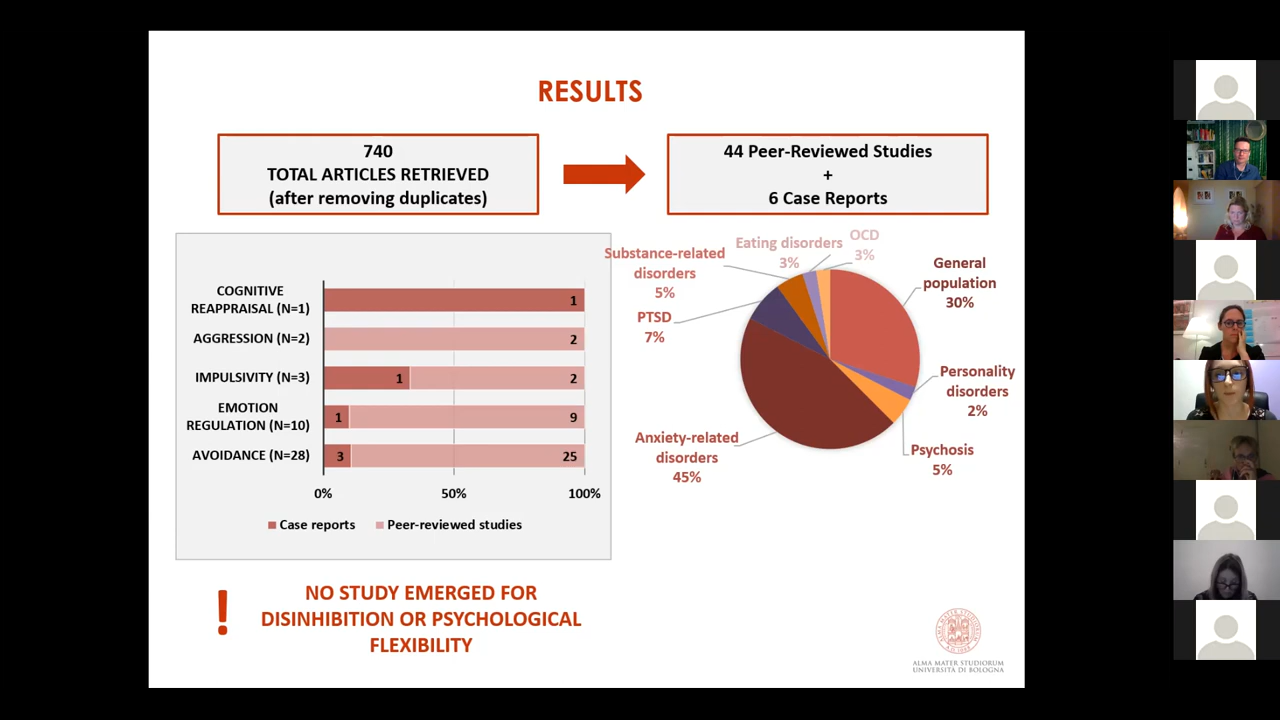 RESULTS
740
TOTAL ARTICLES RETRIEVED
(after removing duplicates)
44 Peer-Reviewed Studies
+
6 Case Reports
COGNITIVE
REAPPRAISAL (N=1)
1
AGGRESSION (N=2)
2
IMPULSIVITY (N=3)
1
2
EMOTION
REGULATION (N=10)
1
9
AVOIDANCE (N=28)
3
25
0%
50%
100%
Case reports
Peer-reviewed studies
Substance-related
disorders
5%
Eating disorders
3%
OCD
3%
General
population
30%
PTSD
7%
Personality
disorders
2%
Anxiety-related
disorders
45%
Psychosis
5%
!
NO STUDY EMERGED FOR
DISINHIBITION OR PSYCHOLOGICAL
FLEXIBILITY
ALMA MATER STUDIORUM
UNIVERSITÀ DI BOLOGNA